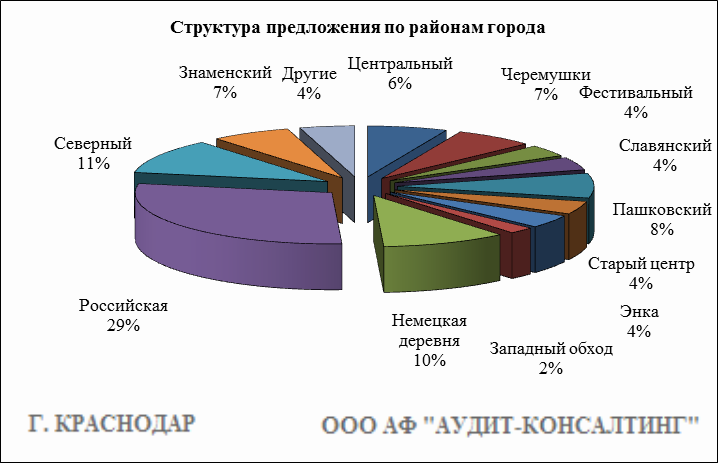 Структура предложения по районам города
Центральный
6%
Черемушки
7%
Фестивальный
4%
Славянский
4%
Пашковский
8%
Старый центр
4%
Энка
4%
Западный обход
2%
Немецкая
деревня
10%
Российская
29%
Северный
11%
Знаменский
7%
Другие
4%
Г. КРАСНОДАР
ООО АФ "АУДИТ-КОНСАЛТИНГ"